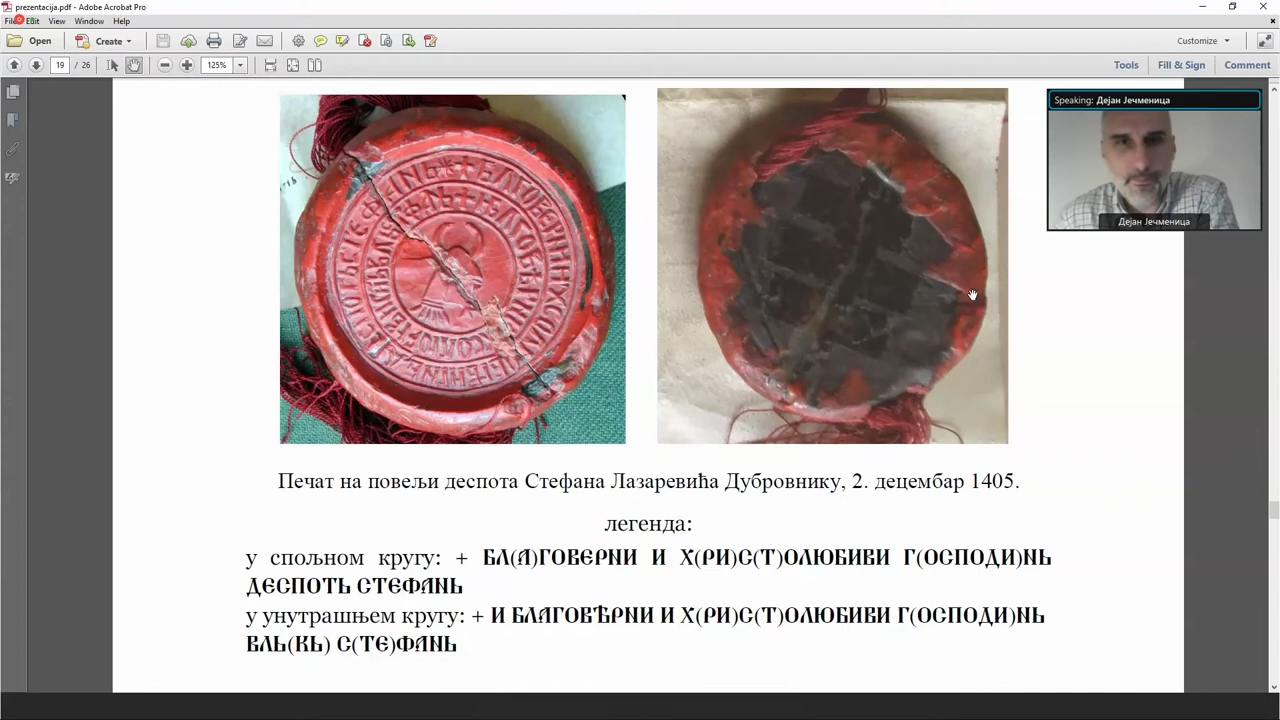 prezentacija.pdf - Adobe Acrobat Pro
File Edit View Window Help
Open Create Customize
19 / 26 125% Tools Fill & Sign Comment
Speaking: Дејан Јечменица
Дејан Јечменица
Печат на повељи деспота Стефана Лазаревића Дубровнику, 2. децембар 1405.
легенда:
у спољном кругу: + БЛ(А)ГОВЕРНИ И Х(РИ)С(Т)ОЛЮБИВИ Г(ОСПОДИ)НЬ
ДЕСПОТЬ СТЕФАНЬ
у унутрашњем кругу: + И БЛАГОВѢРНИ И Х(РИ)С(Т)ОЛЮБИВИ Г(ОСПОДИ)НЬ
ВЛЬ(КЬ) С(ТЕ)ФАНЬ